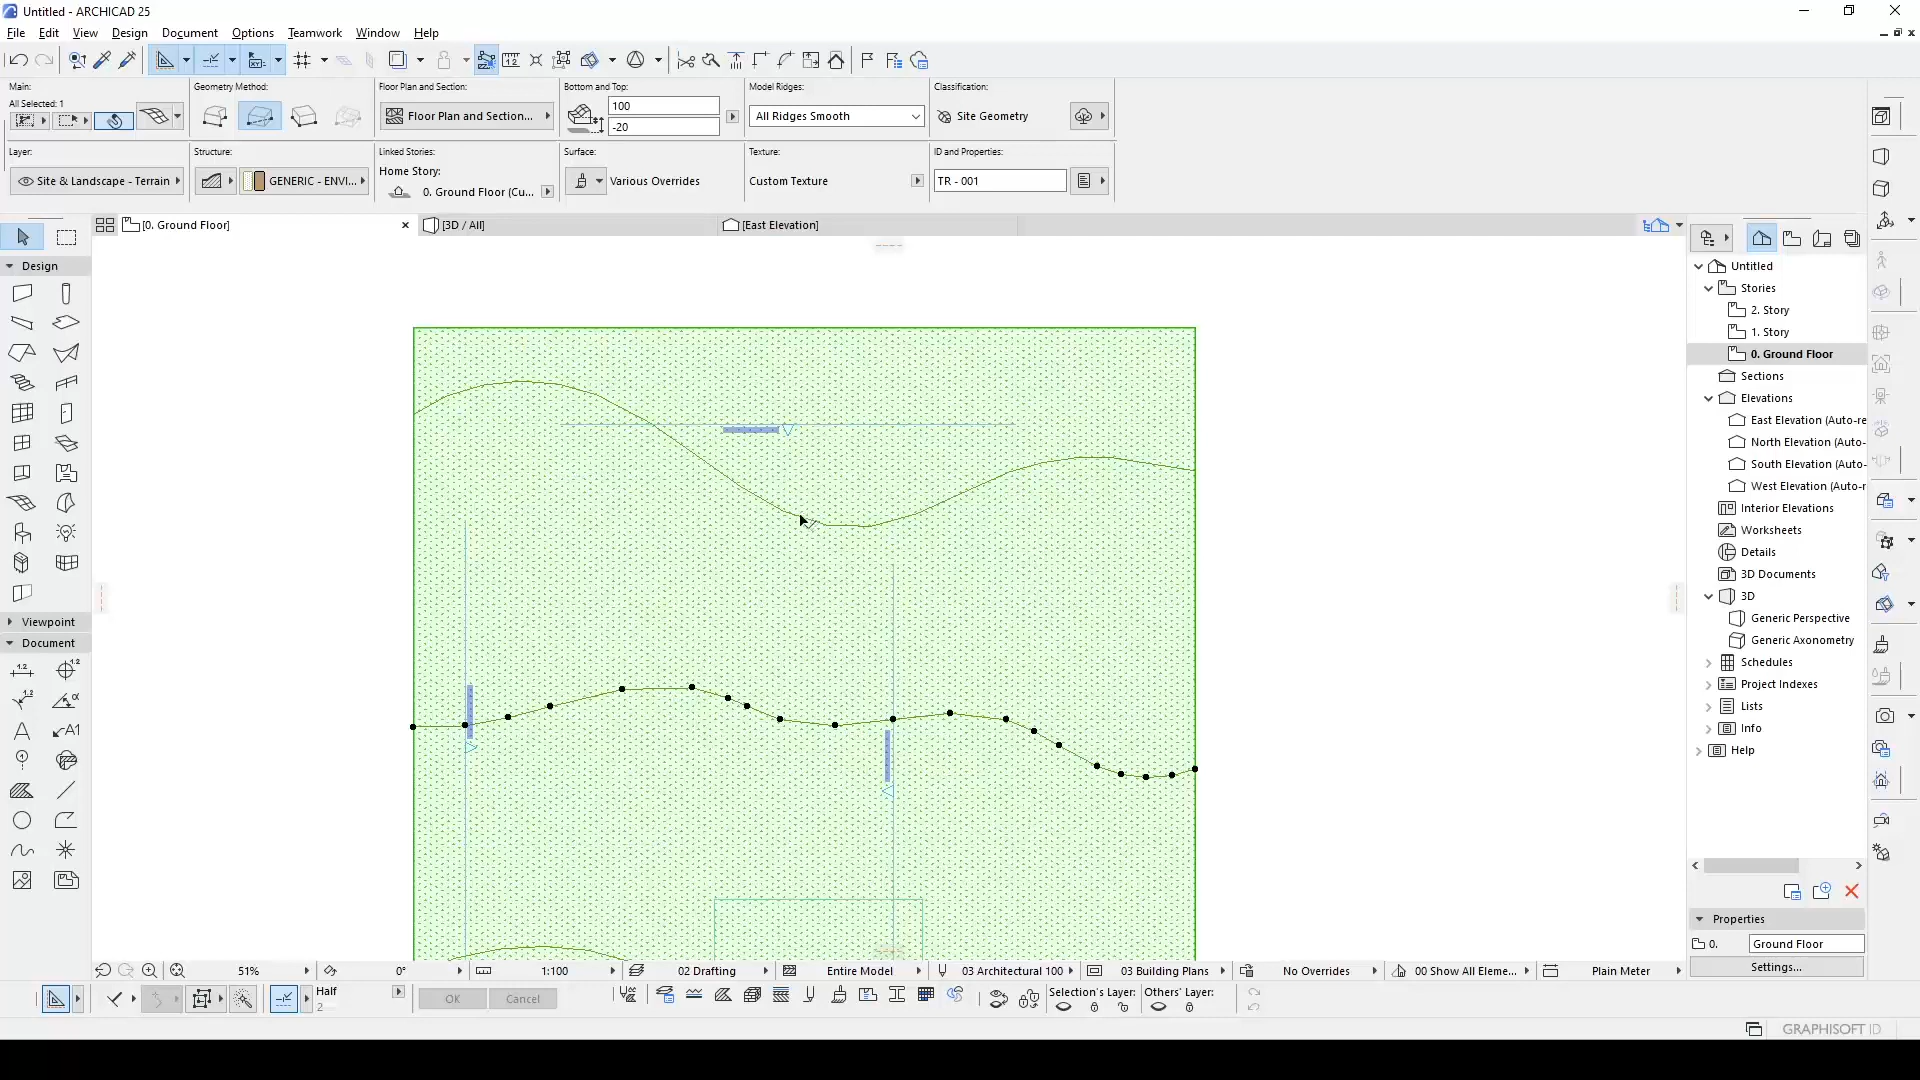 Untitled - ARCHICAD 25
File Edit View Design Document Options Teamwork Window Help
Main:
All Selected: 1
Geometry Method:
Floor Plan and Section:
Floor Plan and Section...
Bottom and Top:
100
-20
Model Ridges:
All Ridges Smooth
Classification:
Site Geometry
Layer:
Site & Landscape - Terrain
Structure:
GENERIC - ENVI...
Linked Stories:
Home Story:
0. Ground Floor (Cu...
Surface:
Various Overrides
Texture:
Custom Texture
ID and Properties:
TR - 001
[0. Ground Floor]
[3D / All]
[East Elevation]
Design
Viewpoint
Document
Untitled
Stories
2. Story
1. Story
0. Ground Floor
Sections
Elevations
East Elevation (Auto-re
North Elevation (Auto-
South Elevation (Auto-
West Elevation (Auto-r
Interior Elevations
Worksheets
Details
3D Documents
3D
Generic Perspective
Generic Axonometry
Schedules
Project Indexes
Lists
Info
Help
Properties
0. Ground Floor
Settings...
51% 0° 1:100 02 Drafting Entire Model 03 Architectural 100 03 Building Plans No Overrides 00 Show All Eleme... Plain Meter
Half
2
OK Cancel
Selection's Layer: Others' Layer:
GRAPHISOFT ID